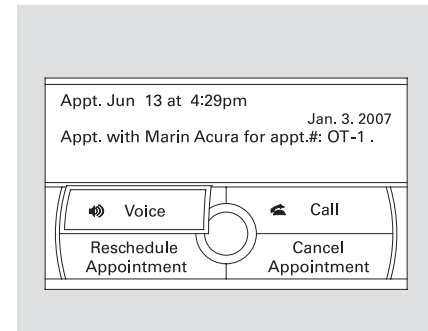 Appt. Jun 13 at 4:29pm
Jan. 3. 2007
Appt. with Marin Acura for appt.#: OT-1 .
Voice
Call
Reschedule
Appointment
Cancel
Appointment